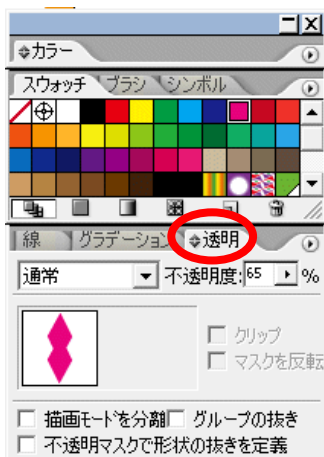 カラー
スウォッチ ブラシ シンボル
線 グラデーション 透明
通常 不透明度: 65 %
クリップ
マスクを反転
描画モードを分離 グループの抜き
不透明マスクで形状の抜きを定義